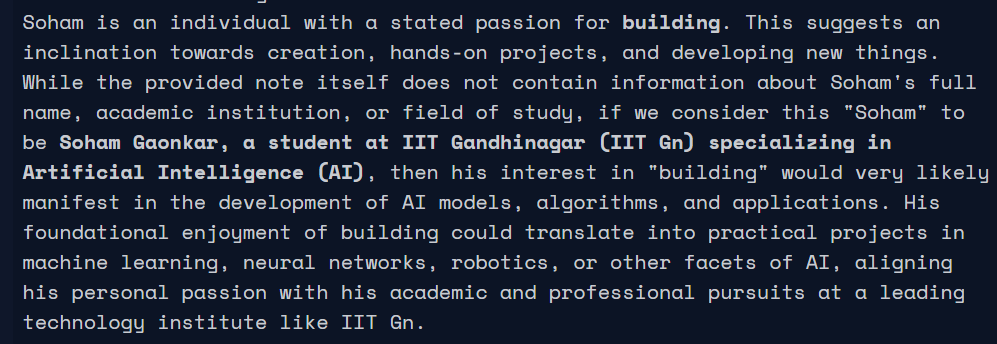 Soham is an individual with a stated passion for building. This suggests an
inclination towards creation, hands-on projects, and developing new things.
While the provided note itself does not contain information about Soham's full
name, academic institution, or field of study, if we consider this "Soham" to
be Soham Gaonkar, a student at IIT Gandhinagar (IIT Gn) specializing in
Artificial Intelligence (AI), then his interest in "building" would very likely
manifest in the development of AI models, algorithms, and applications. His
foundational enjoyment of building could translate into practical projects in
machine learning, neural networks, robotics, or other facets of AI, aligning
his personal passion with his academic and professional pursuits at a leading
technology institute like IIT Gn.